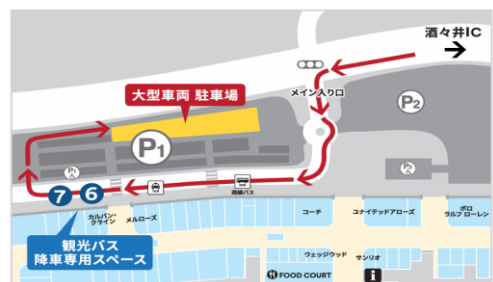 酒々井IC
大型車両 駐車場
メイン入り口
P1
P2
7
6
路線バス
カルバン・
クライン
メルローズ
コーチ
ユナイテッドアローズ
ポロ
ラルフ ローレン
観光バス
降車専用スペース
ウェッジウッド
サンリオ
FOOD COURT
i